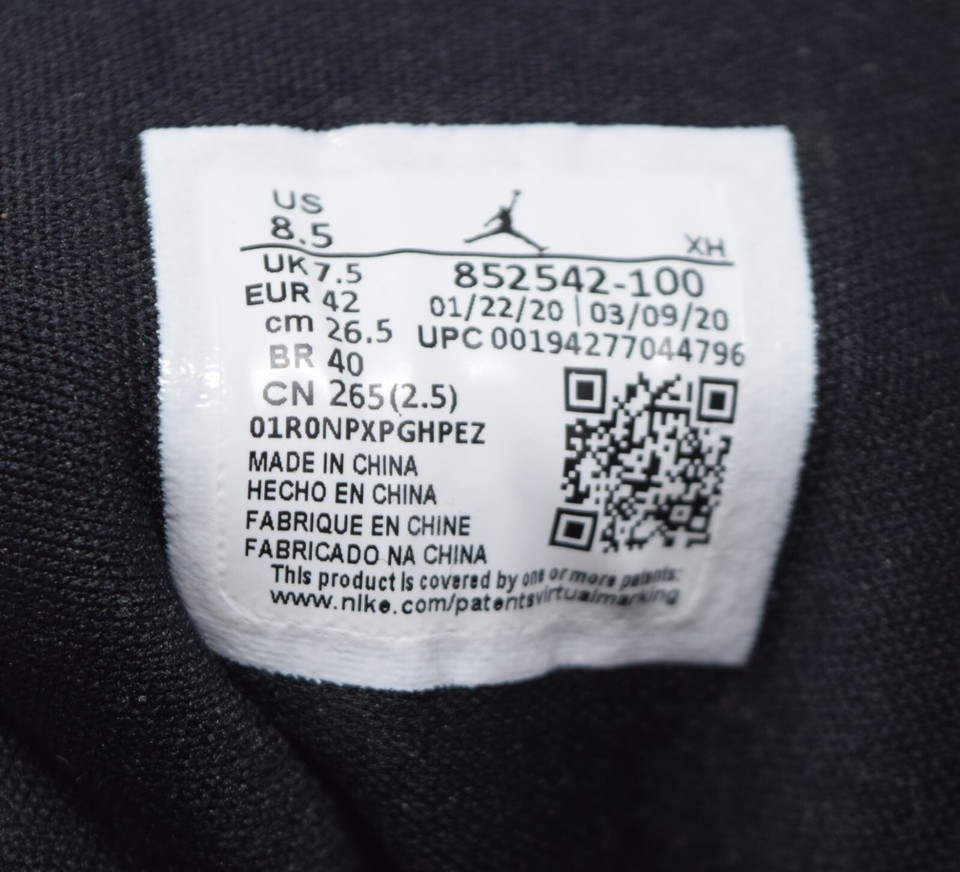 US
8.5
XH
UK 7.5
EUR 42
cm 26.5
BR 40
CN 265(2.5)
852542-100
01/22/20 | 03/09/20
UPC 00194277044796
01R0NPXPGHPEZ
MADE IN CHINA
HECHO EN CHINA
FABRIQUE EN CHINE
FABRICADO NA CHINA
This product is covered by one or more patents:
www.nike.com/patentsvirtualmarking